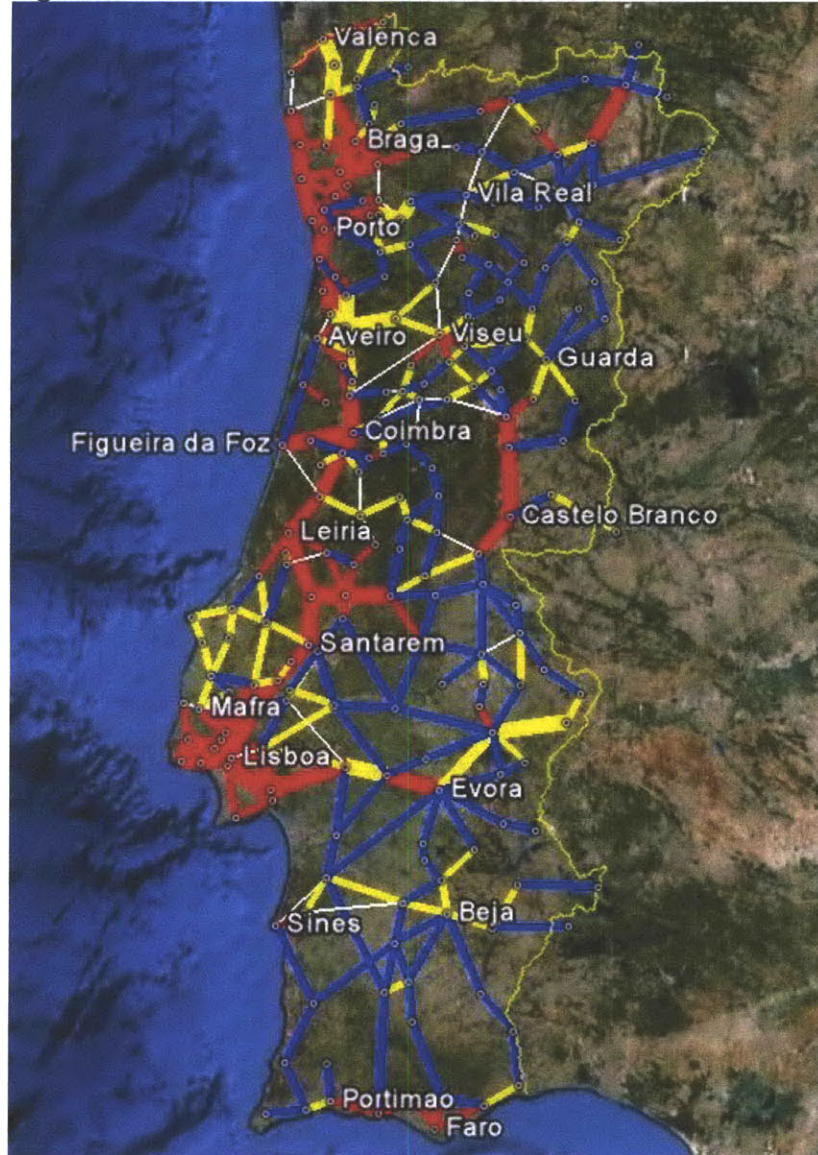 Valenca
Braga
Vila Real
Porto
Aveiro
Viseu
Guarda
Coimbra
Figueira da Foz
Castelo Branco
Leiria
Santarem
Mafra
Lisboa
Evora
Beja
Sines
Portimao
Faro